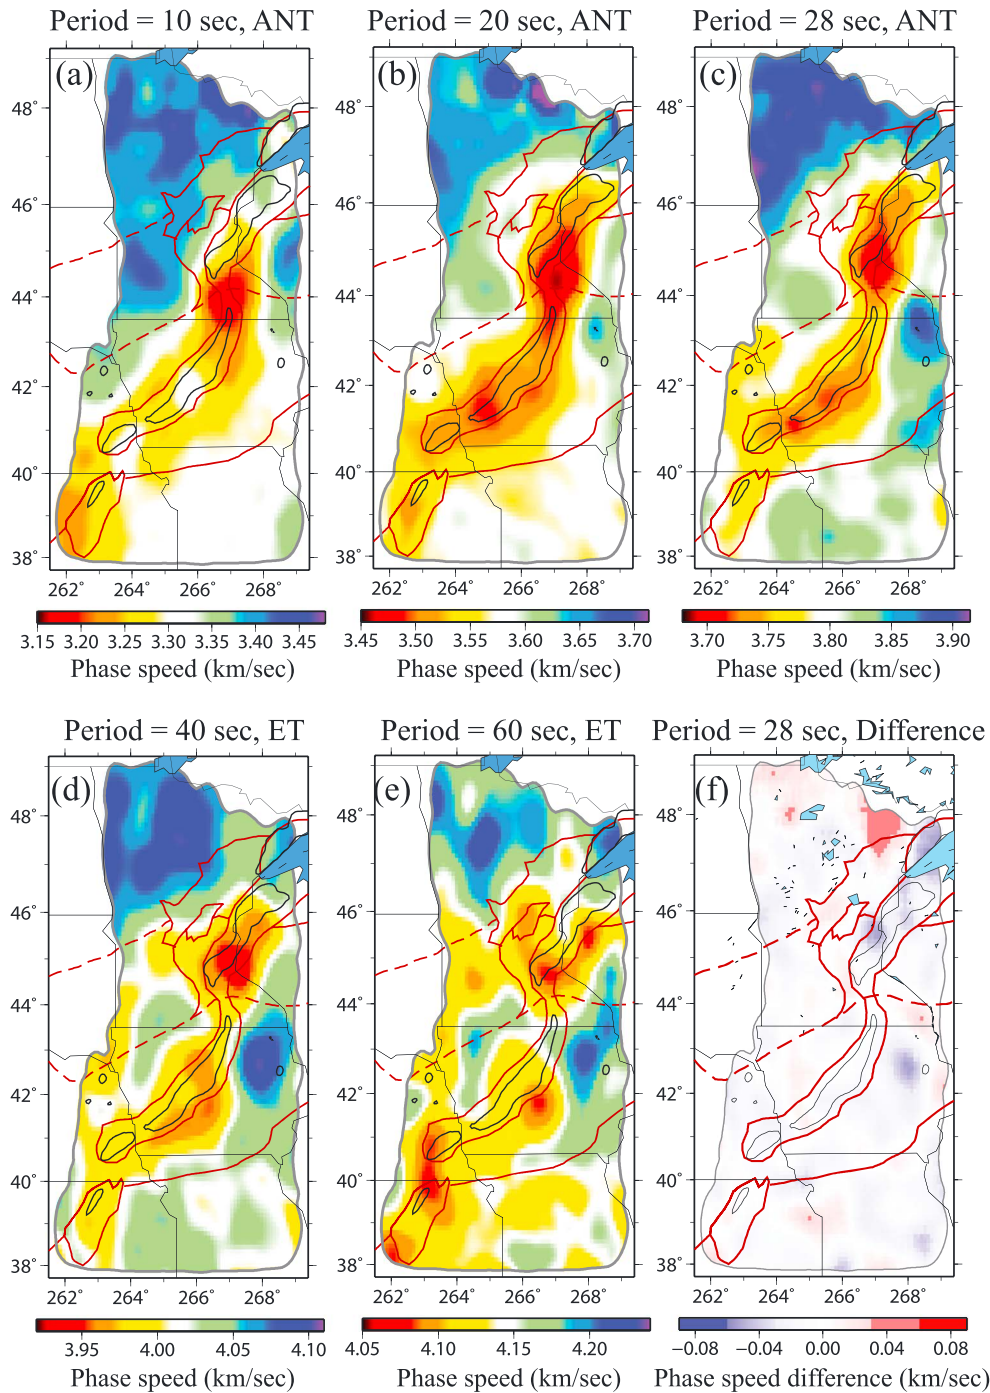 Period = 10 sec, ANT
Period = 20 sec, ANT
Period = 28 sec, ANT
(a)
(b)
(c)
48°
46°
44°
42°
40°
38°
48°
46°
44°
42°
40°
38°
48°
46°
44°
42°
40°
38°
262 264 266 268
262 264 266 268
262 264 266 268
3.15 3.20 3.25 3.30 3.35 3.40 3.45
3.45 3.50 3.55 3.60 3.65 3.70
3.70 3.75 3.80 3.85 3.90
Phase speed (km/sec)
Phase speed (km/sec)
Phase speed (km/sec)
Period = 40 sec, ET
Period = 60 sec, ET
Period = 28 sec, Difference
(d)
(e)
(f)
48°
46°
44°
42°
40°
38°
48°
46°
44°
42°
40°
38°
48°
46°
44°
42°
40°
38°
262 264 266 268
262 264 266 268
262 264 266 268
3.95 4.00 4.05 4.10
4.05 4.10 4.15 4.20
−0.08 −0.04 0.00 0.04 0.08
Phase speed (km/sec)
Phase speed (km/sec)
Phase speed difference (km/sec)